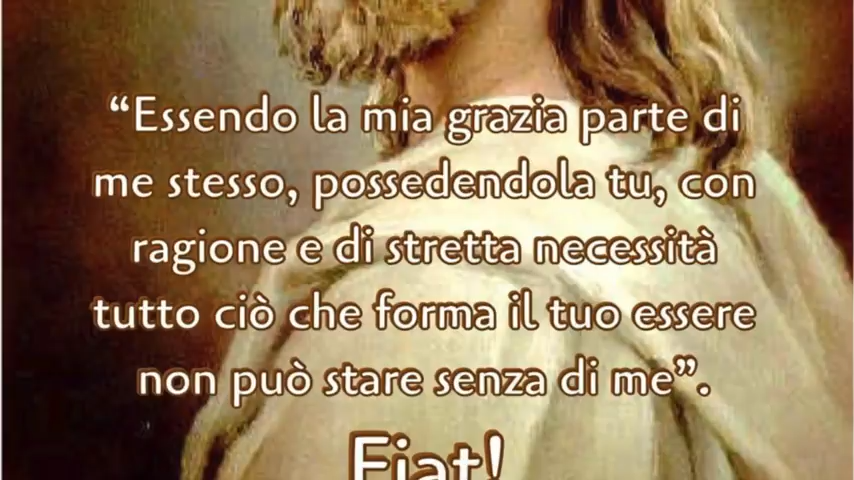 “Essendo la mia grazia parte di
me stesso, possedendola tu, con
ragione e di stretta necessità
tutto ciò che forma il tuo essere
non può stare senza di me”.
Fiat!